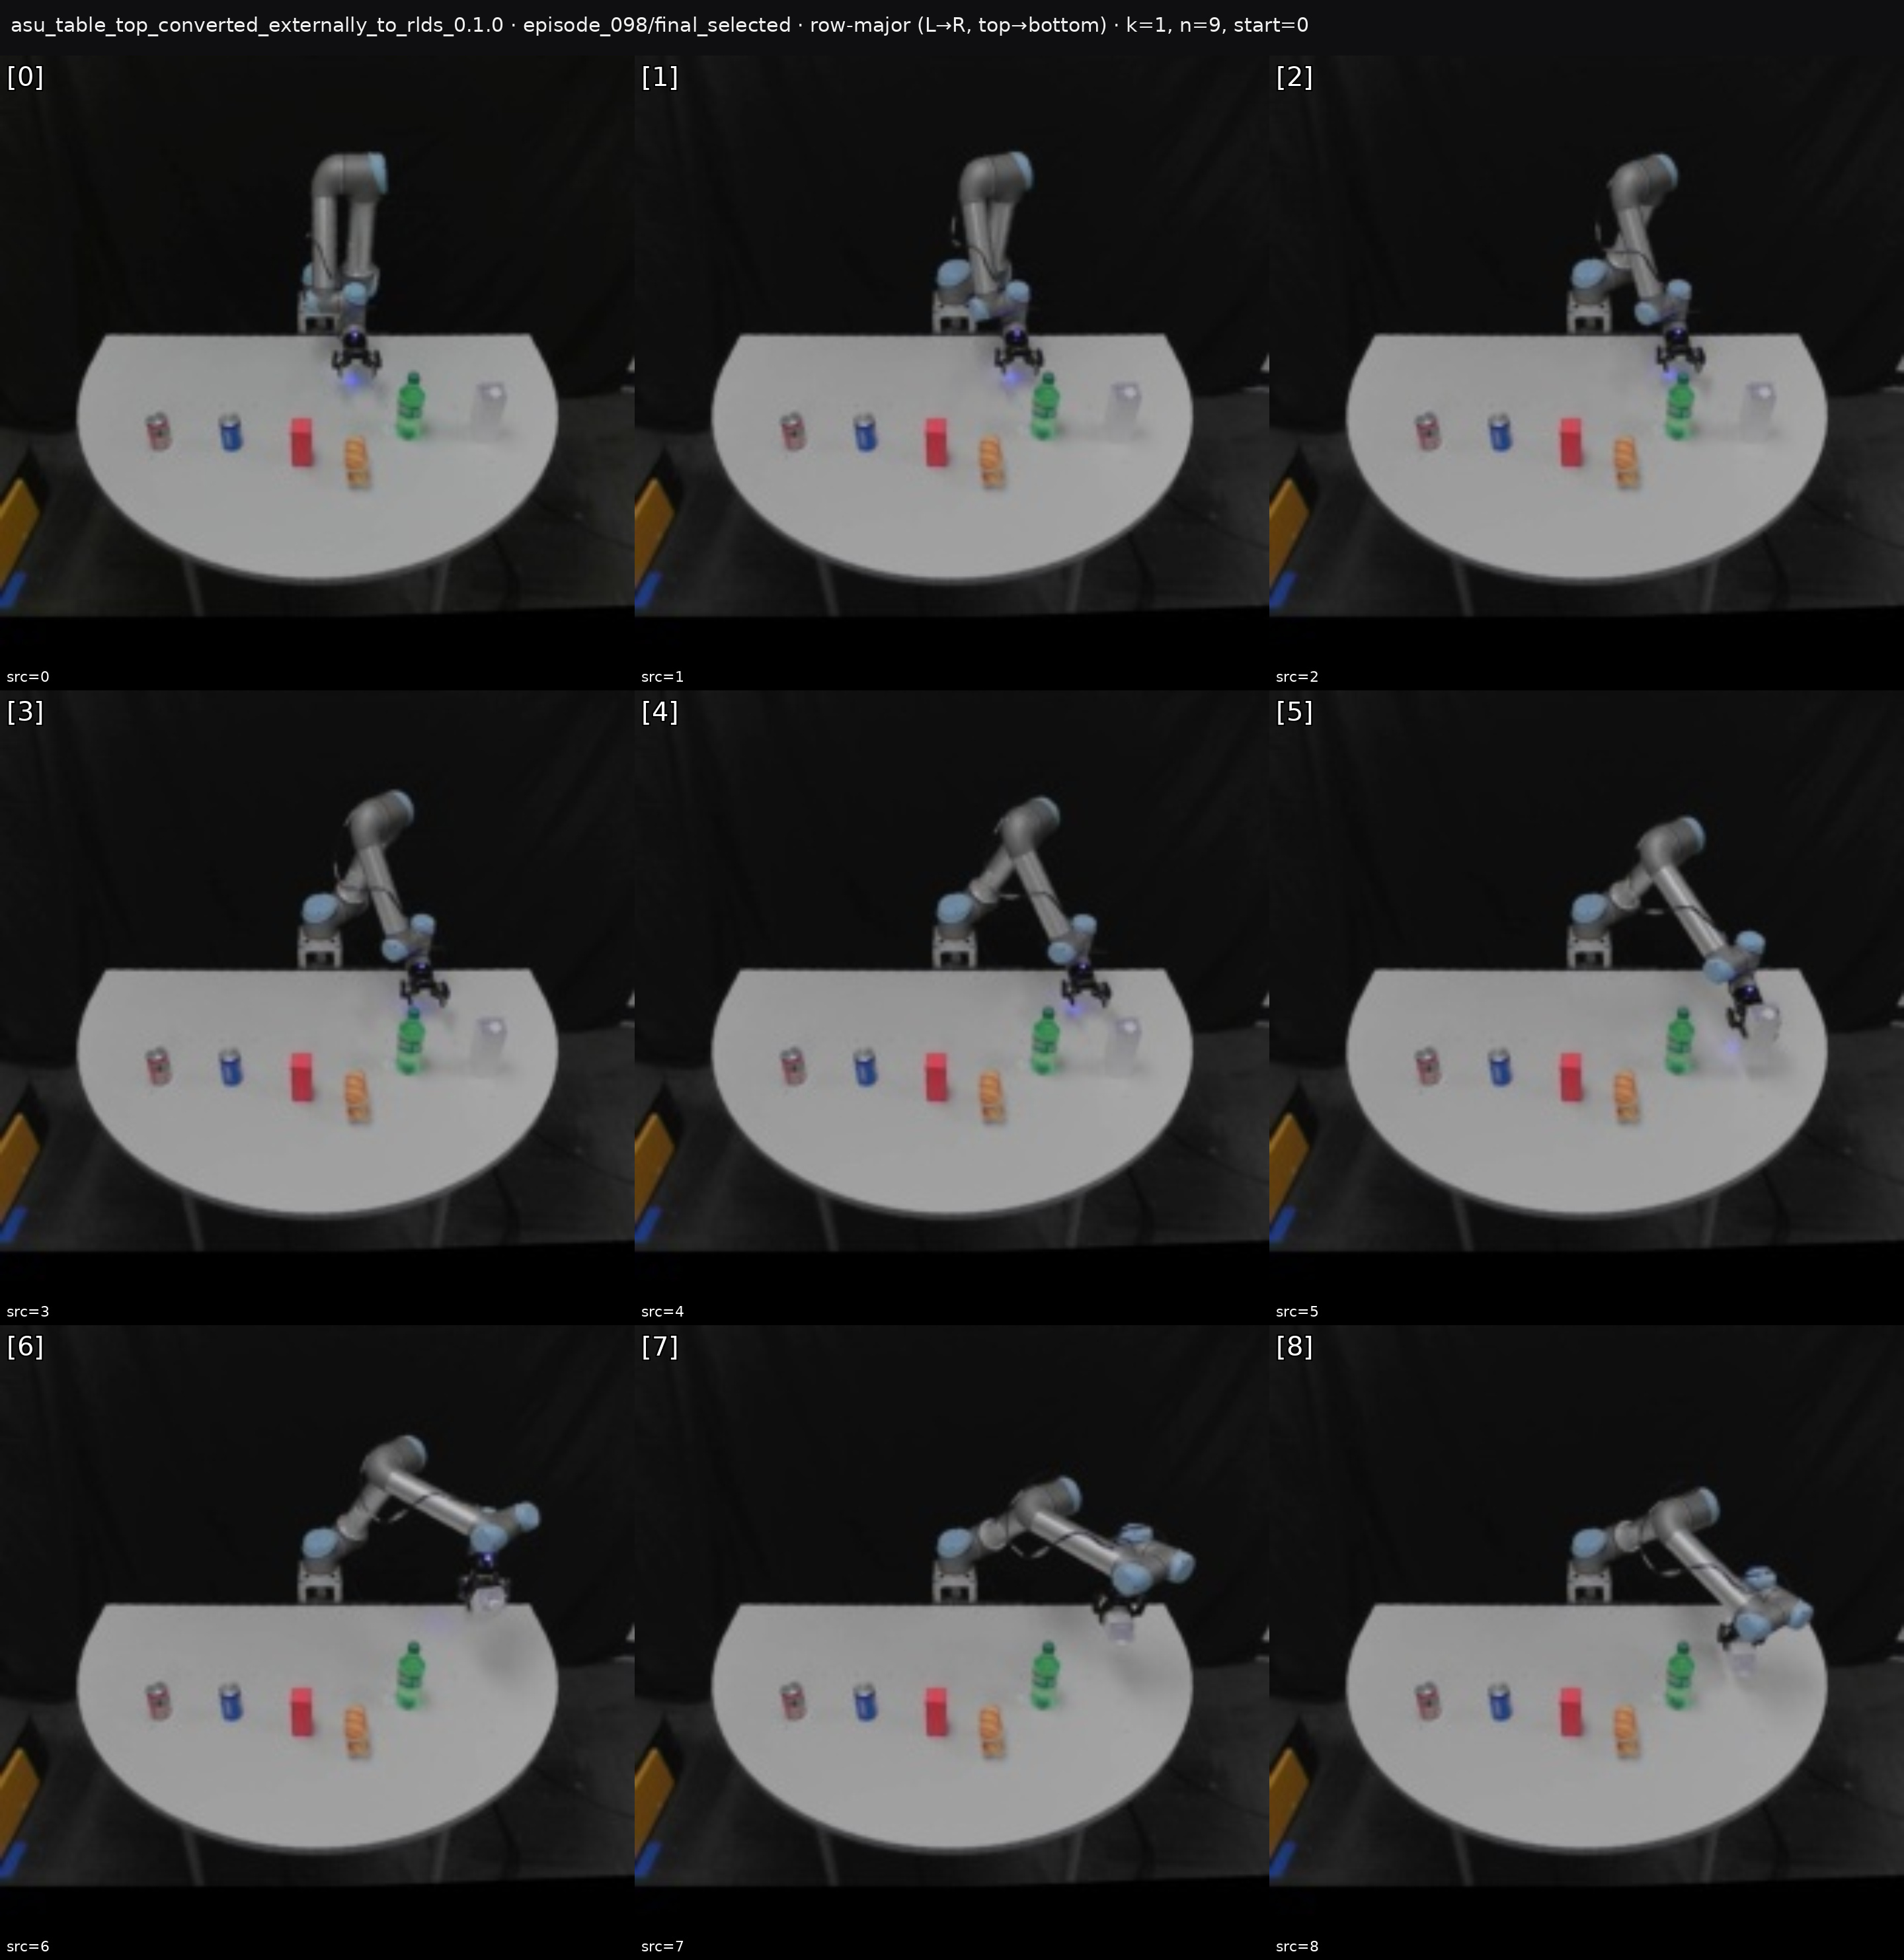 asu_table_top_converted_externally_to_rlds_0.1.0 · episode_098/final_selected · row-major (L→R, top→bottom) · k=1, n=9, start=0
[0]
[1]
[2]
src=0
src=1
src=2
[3]
[4]
[5]
src=3
src=4
src=5
[6]
[7]
[8]
src=6
src=7
src=8